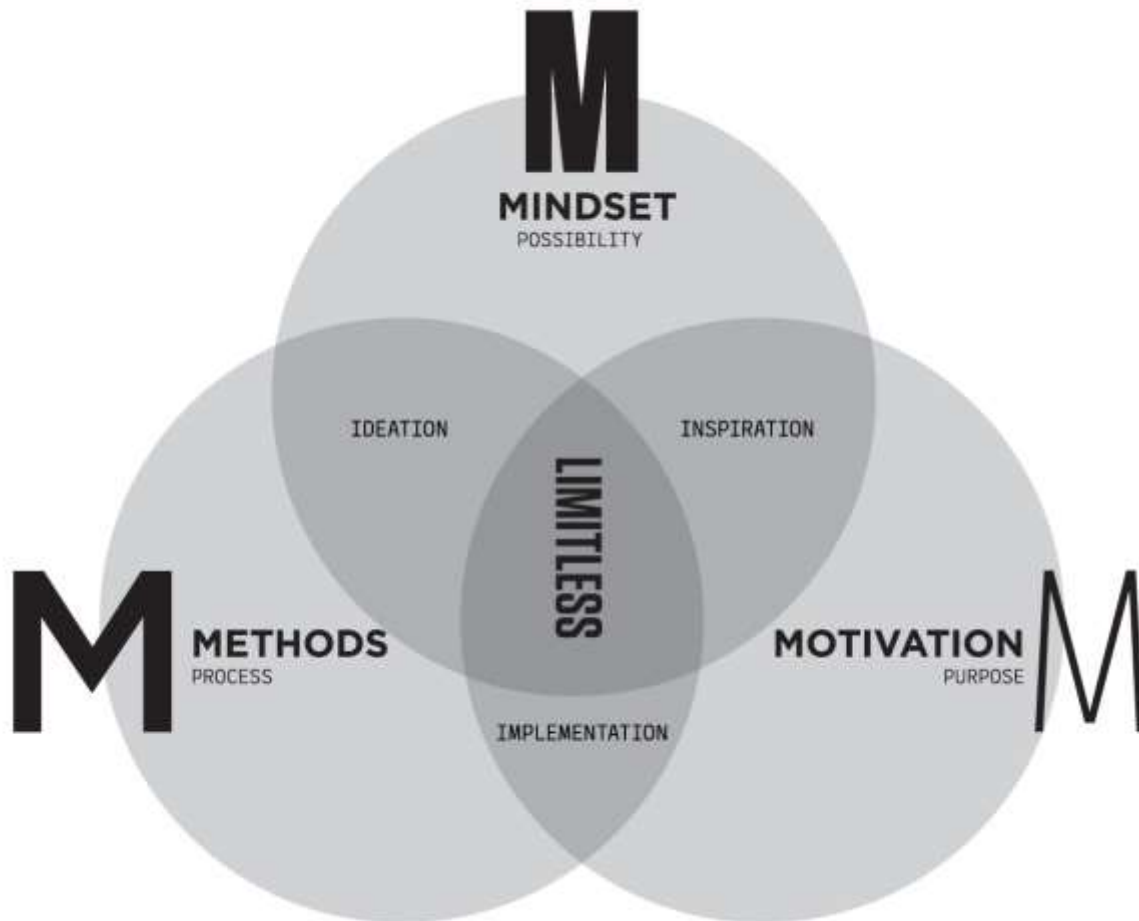 M
MINDSET
POSSIBILITY
IDEATION
INSPIRATION
LIMITLESS
M
METHODS
PROCESS
MOTIVATION
PURPOSE
M
IMPLEMENTATION